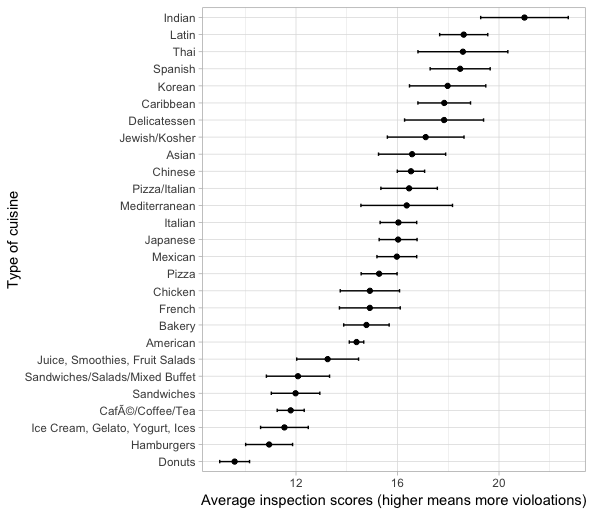 Indian
Latin
Thai
Spanish
Korean
Caribbean
Delicatessen
Jewish/Kosher
Asian
Chinese
Pizza/Italian
Mediterranean
Italian
Japanese
Mexican
Pizza
Chicken
French
Bakery
American
Juice, Smoothies, Fruit Salads
Sandwiches/Salads/Mixed Buffet
Sandwiches
CafÃ©/Coffee/Tea
Ice Cream, Gelato, Yogurt, Ices
Hamburgers
Donuts
Type of cuisine
12 16 20
Average inspection scores (higher means more violoations)